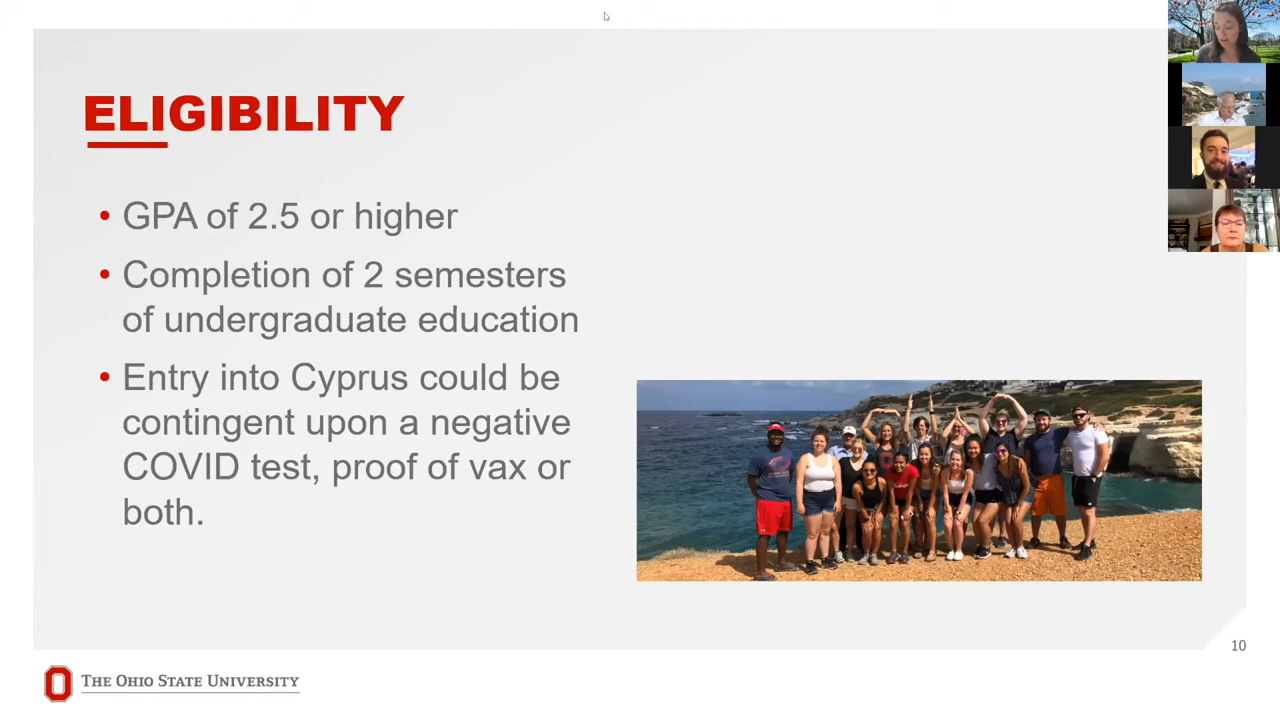 ELIGIBILITY
• GPA of 2.5 or higher
• Completion of 2 semesters
of undergraduate education
• Entry into Cyprus could be
contingent upon a negative
COVID test, proof of vax or
both.
10
THE OHIO STATE UNIVERSITY